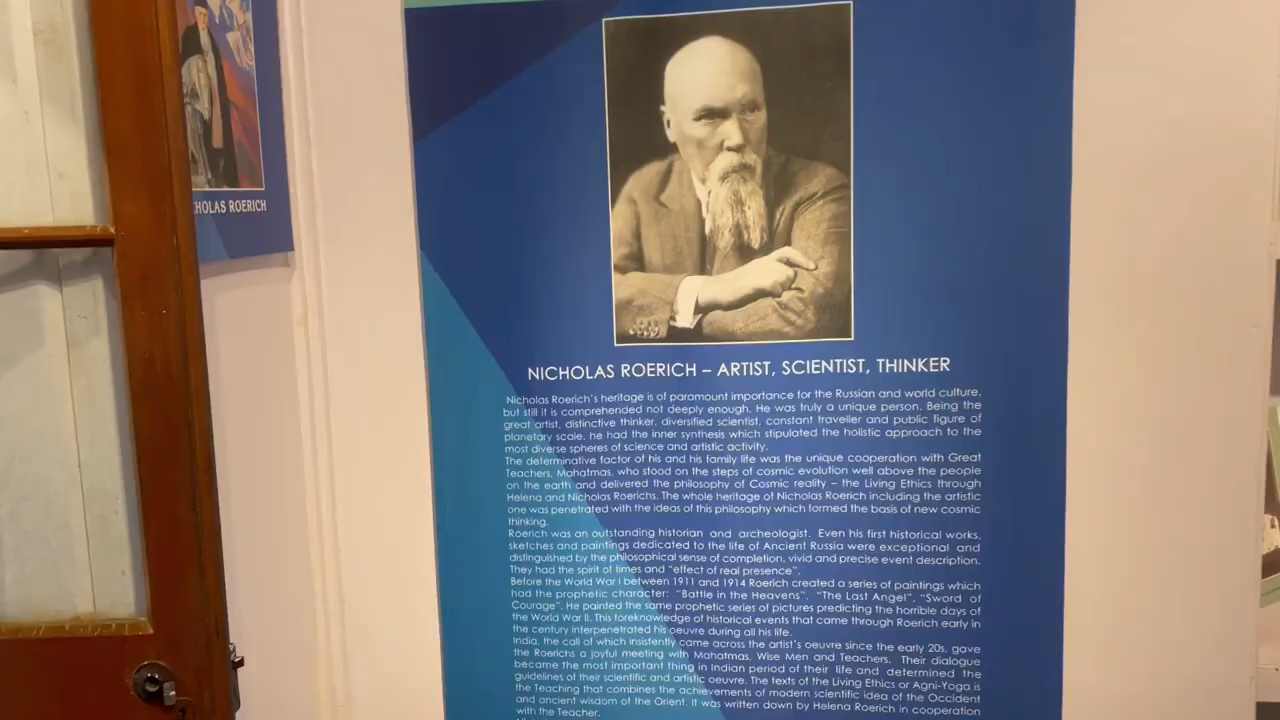 HOLAS ROERICH
NICHOLAS ROERICH – ARTIST, SCIENTIST, THINKER
Nicholas Roerich's heritage is of paramount importance for the Russian and world culture,
but still it is comprehended not deeply enough. He was truly a unique person. Being the
great artist, distinctive thinker, diversified scientist, constant traveller and public figure of
planetary scale, he had the inner synthesis which stipulated the holistic approach to the
most diverse spheres of science and artistic activity.
The determinative factor of his and his family life was the unique cooperation with Great
Teachers, Mahatmas, who stood on the steps of cosmic evolution well above the people
on the earth and delivered the philosophy of Cosmic reality – the Living Ethics through
Helena and Nicholas Roerichs. The whole heritage of Nicholas Roerich including the artistic
one was penetrated with the ideas of this philosophy which formed the basis of new cosmic
thinking.
Roerich was an outstanding historian and archeologist. Even his first historical works,
sketches and paintings dedicated to the life of Ancient Russia were exceptional and
distinguished by the philosophical sense of completion, vivid and precise event description.
They had the spirit of times and "effect of real presence".
Before the World War I between 1911 and 1914 Roerich created a series of paintings which
had the prophetic character: "Battle in the Heavens", "The Last Angel", "Sword of
Courage". He painted the same prophetic series of pictures predicting the horrible days of
the World War II. This foreknowledge of historical events that came through Roerich early in
the century interpenetrated his oeuvre during all his life.
India, the call of which insistently came across the artist's oeuvre since the early 20s, gave
the Roerichs a joyful meeting with Mahatmas, Wise Men and Teachers. Their dialogue
became the most important thing in Indian period of their life and determined the
guidelines of their scientific and artistic oeuvre. The texts of the Living Ethics or Agni-Yoga is
the Teaching that combines the achievements of modern scientific idea of the Occident
and ancient wisdom of the Orient. It was written down by Helena Roerich in cooperation
with the Teacher.